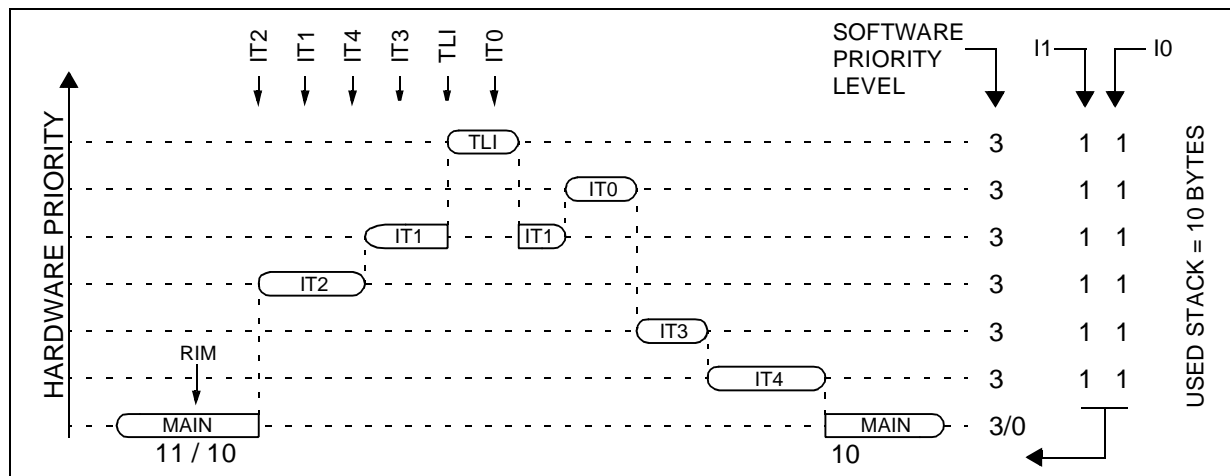 IT2
IT1
IT4
IT3
TLI
IT0
SOFTWARE
PRIORITY
LEVEL
I1
I0
HARDWARE PRIORITY
TLI
3
1 1
IT0
3
1 1
IT1
IT1
3
1 1
IT2
3
1 1
IT3
3
1 1
RIM
IT4
3
1 1
MAIN
MAIN
3/0
11 / 10
10
USED STACK = 10 BYTES